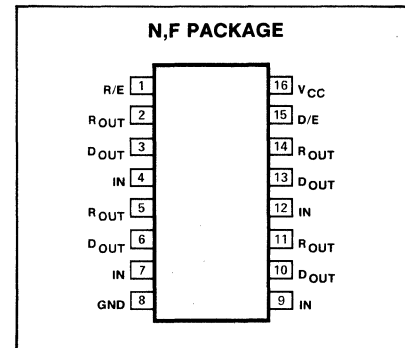 N,F PACKAGE
R/E 1 16 VCC
ROUT 2 15 D/E
DOUT 3 14 ROUT
IN 4 13 DOUT
ROUT 5 12 IN
DOUT 6 11 ROUT
IN 7 10 DOUT
GND 8 9 IN